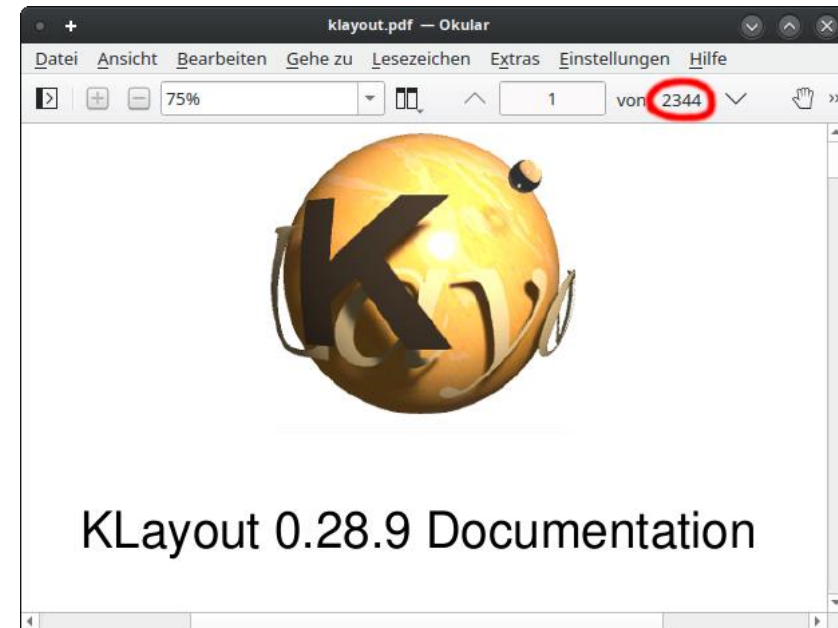 klayout.pdf — Okular
Datei Ansicht Bearbeiten Gehe zu Lesezeichen Extras Einstellungen Hilfe
75% 1 von 2344 »
K
Layo
KLayout 0.28.9 Documentation